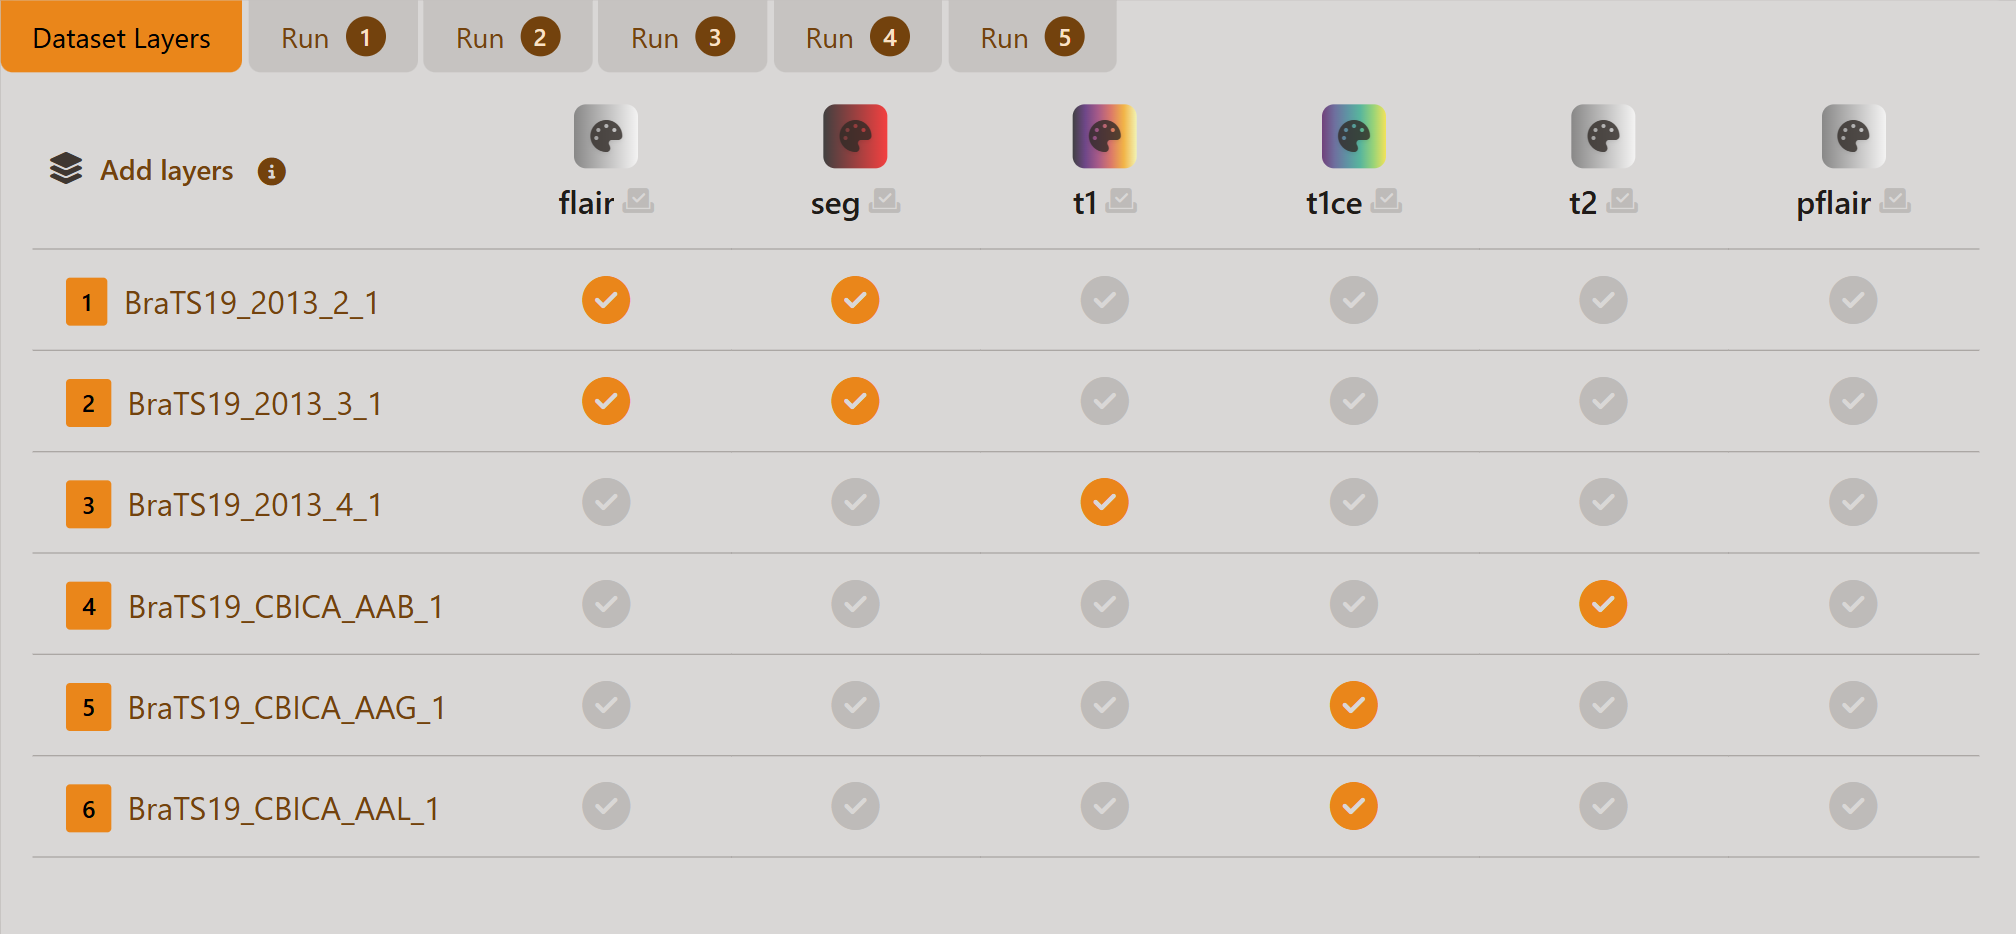 Dataset Layers Run 1 Run 2 Run 3 Run 4 Run 5
Add layers flair seg t1 t1ce t2 pflair
1 BraTS19_2013_2_1
2 BraTS19_2013_3_1
3 BraTS19_2013_4_1
4 BraTS19_CBICA_AAB_1
5 BraTS19_CBICA_AAG_1
6 BraTS19_CBICA_AAL_1